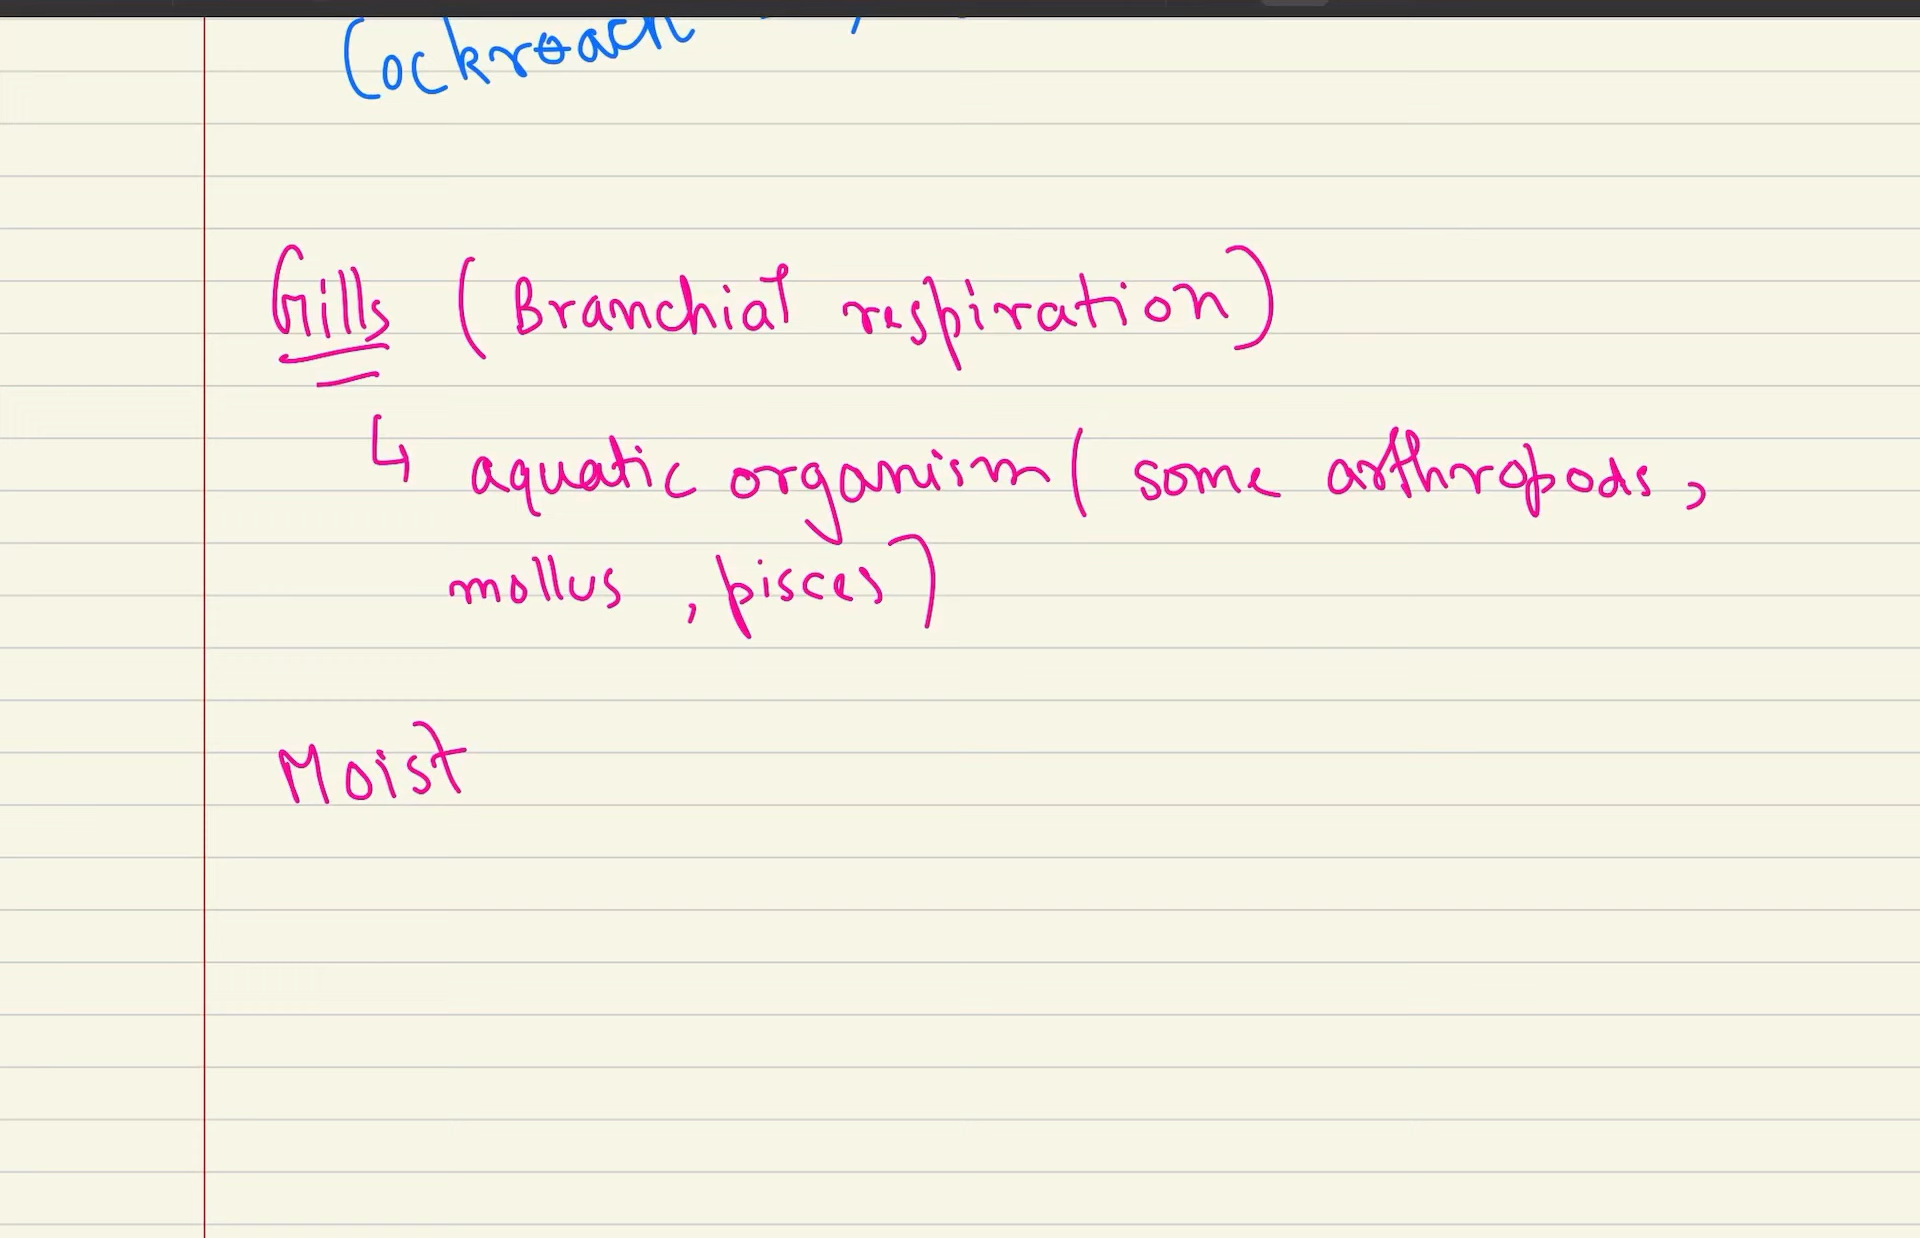 Cockroach
Gills (Branchial respiration)
↳ aquatic organism (some arthropods,
mollus , pisces)
Moist